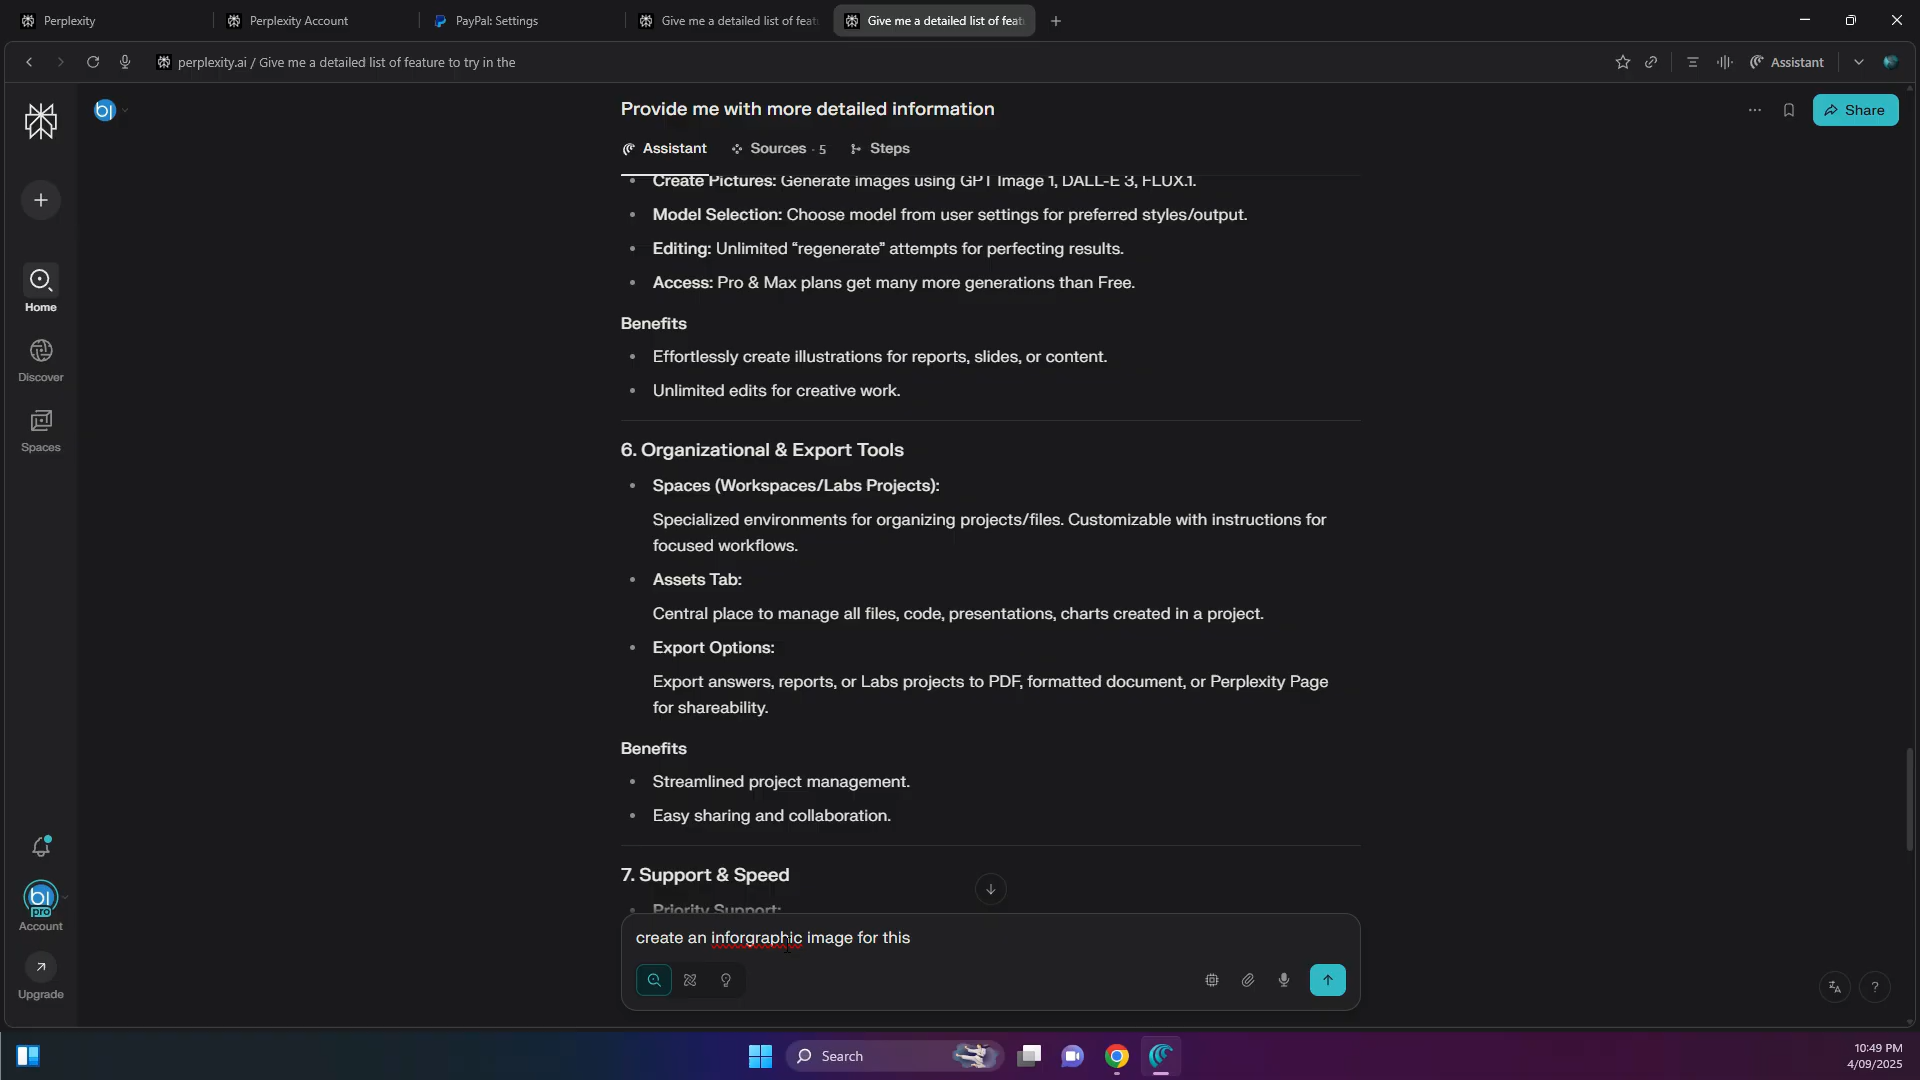 Perplexity
Perplexity Account
PayPal: Settings
Give me a detailed list of feat
Give me a detailed list of feat
perplexity.ai / Give me a detailed list of feature to try in the
Assistant
Provide me with more detailed information
Share
Assistant
Sources · 5
Steps
Create Pictures: Generate images using GPT Image 1, DALL-E 3, FLUX.1.
Model Selection: Choose model from user settings for preferred styles/output.
Editing: Unlimited “regenerate” attempts for perfecting results.
Access: Pro & Max plans get many more generations than Free.
Benefits
Effortlessly create illustrations for reports, slides, or content.
Unlimited edits for creative work.
6. Organizational & Export Tools
Spaces (Workspaces/Labs Projects):
Specialized environments for organizing projects/files. Customizable with instructions for
focused workflows.
Assets Tab:
Central place to manage all files, code, presentations, charts created in a project.
Export Options:
Export answers, reports, or Labs projects to PDF, formatted document, or Perplexity Page
for shareability.
Benefits
Streamlined project management.
Easy sharing and collaboration.
7. Support & Speed
Priority Support:
create an inforgraphic image for this
Home
Discover
Spaces
pro
Account
Upgrade
Search
10:49 PM
4/09/2025